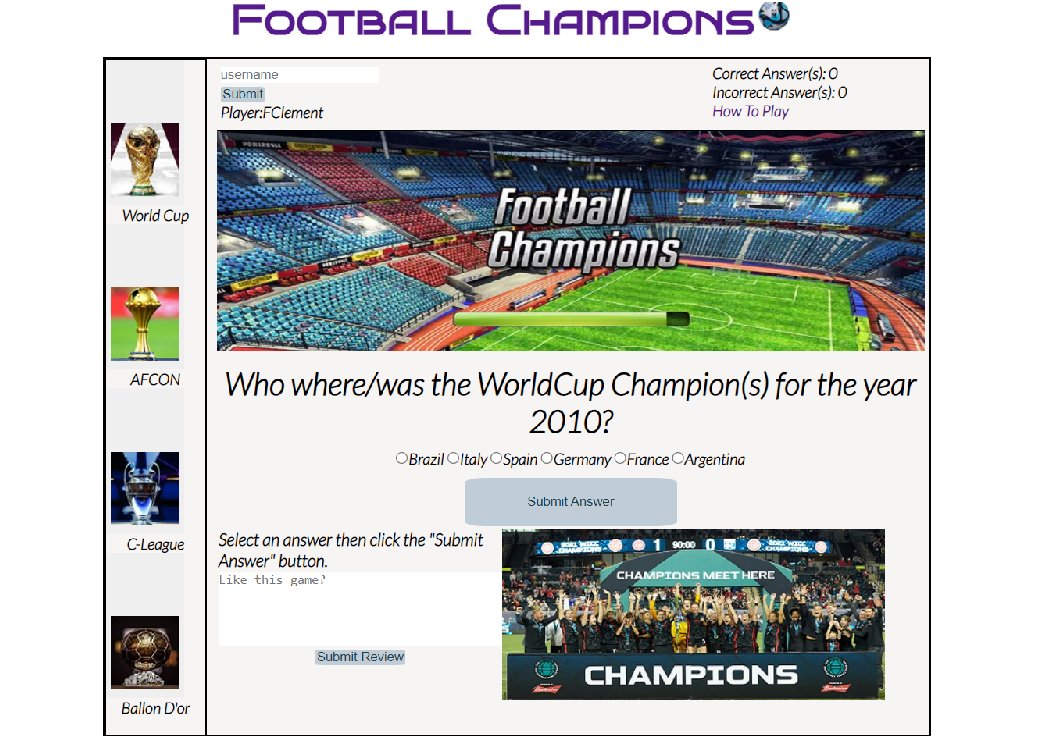 Football Champions
username
Submit
Player:FClement
Correct Answer(s): 0
Incorrect Answer(s): 0
How To Play
World Cup
AFCON
C-League
Ballon D'or
Football
Champions
Who where/was the WorldCup Champion(s) for the year
2010?
Brazil Italy Spain Germany France Argentina
Submit Answer
Select an answer then click the "Submit
Answer" button.
Like this game?
Submit Review
1 90:00 0
CHAMPIONS MEET HERE
CHAMPIONS
Budweiser
Budweiser